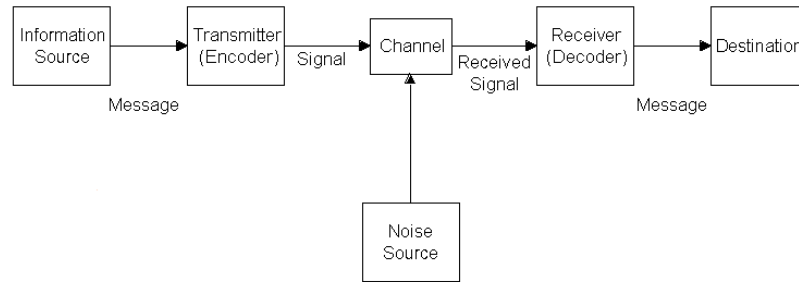 Information
Source
Transmitter
(Encoder)
Signal
Channel
Received
Signal
Receiver
(Decoder)
Destination
Message
Message
Noise
Source